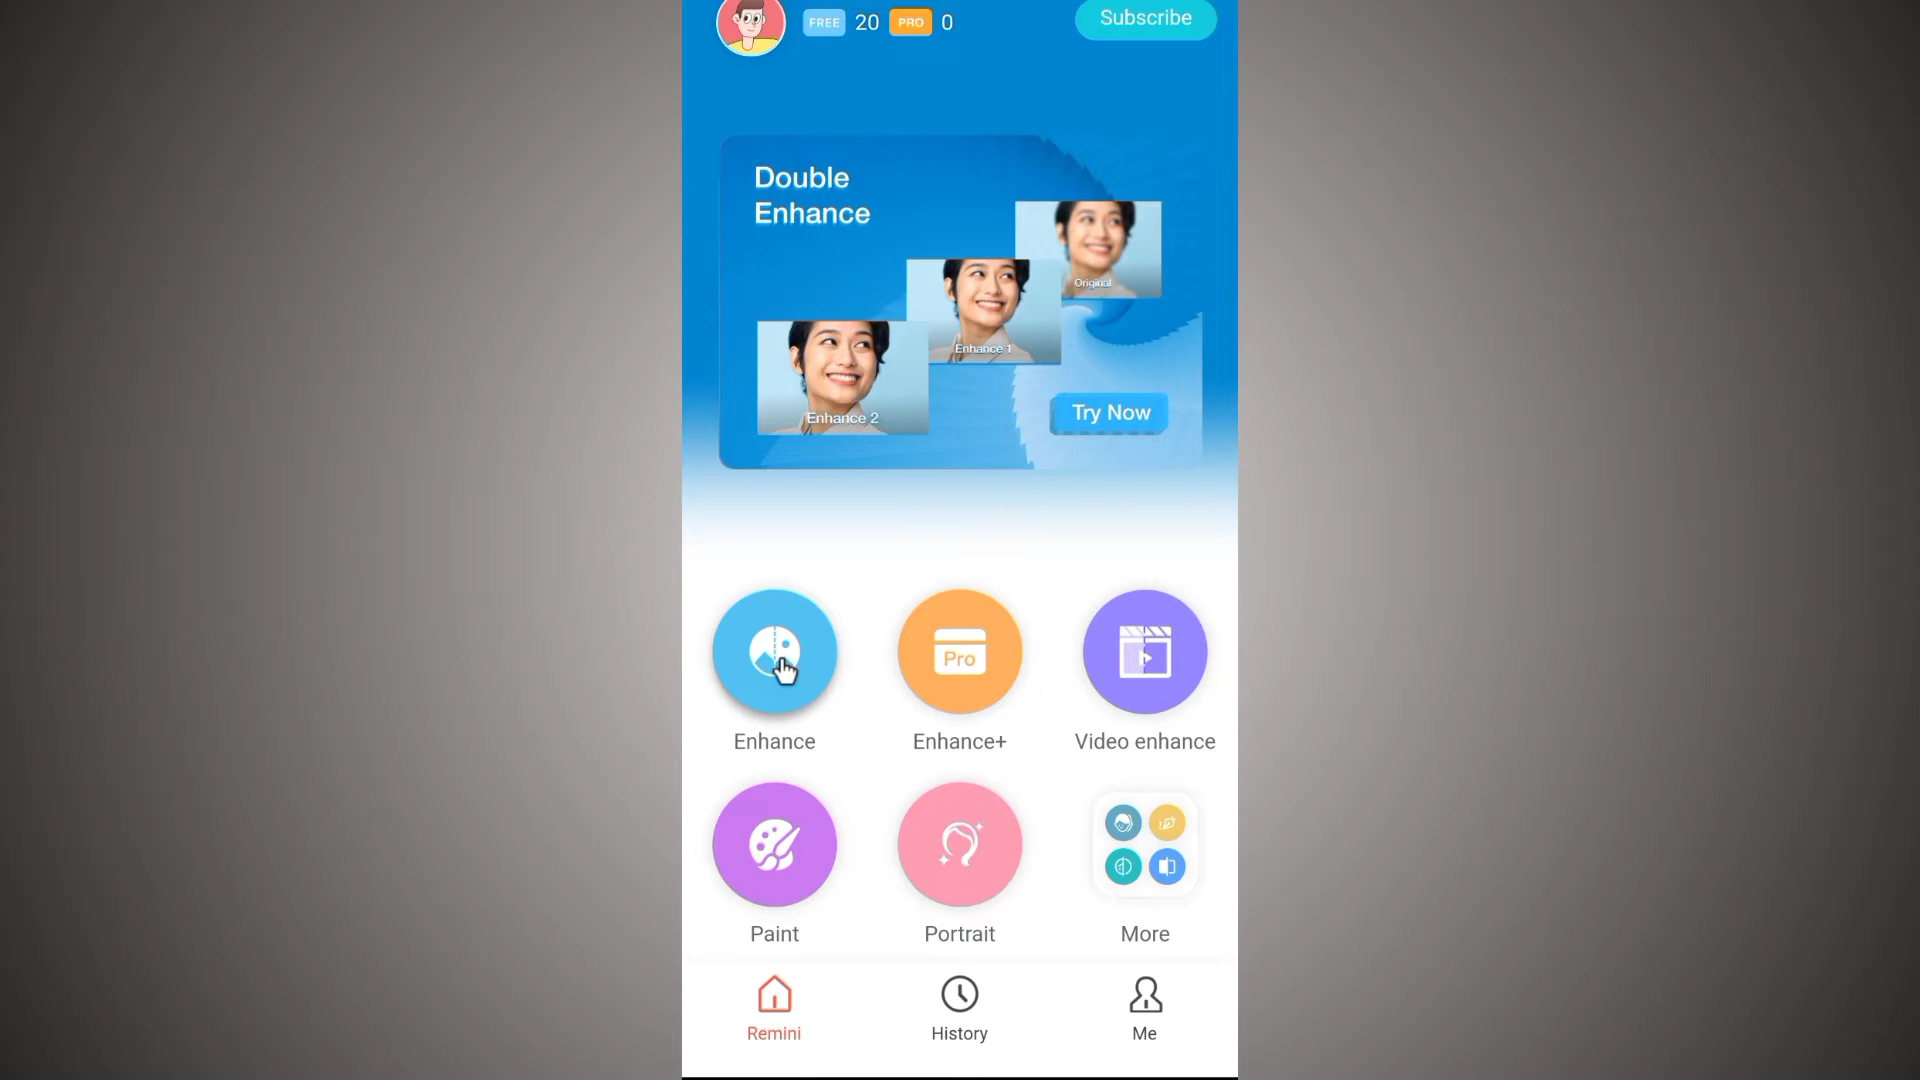 FREE 20 PRO 0
Subscribe
Double
Enhance
Original
Enhance 1
Enhance 2
Try Now
Pro
Enhance
Enhance+
Video enhance
Paint
Portrait
More
Remini
History
Me